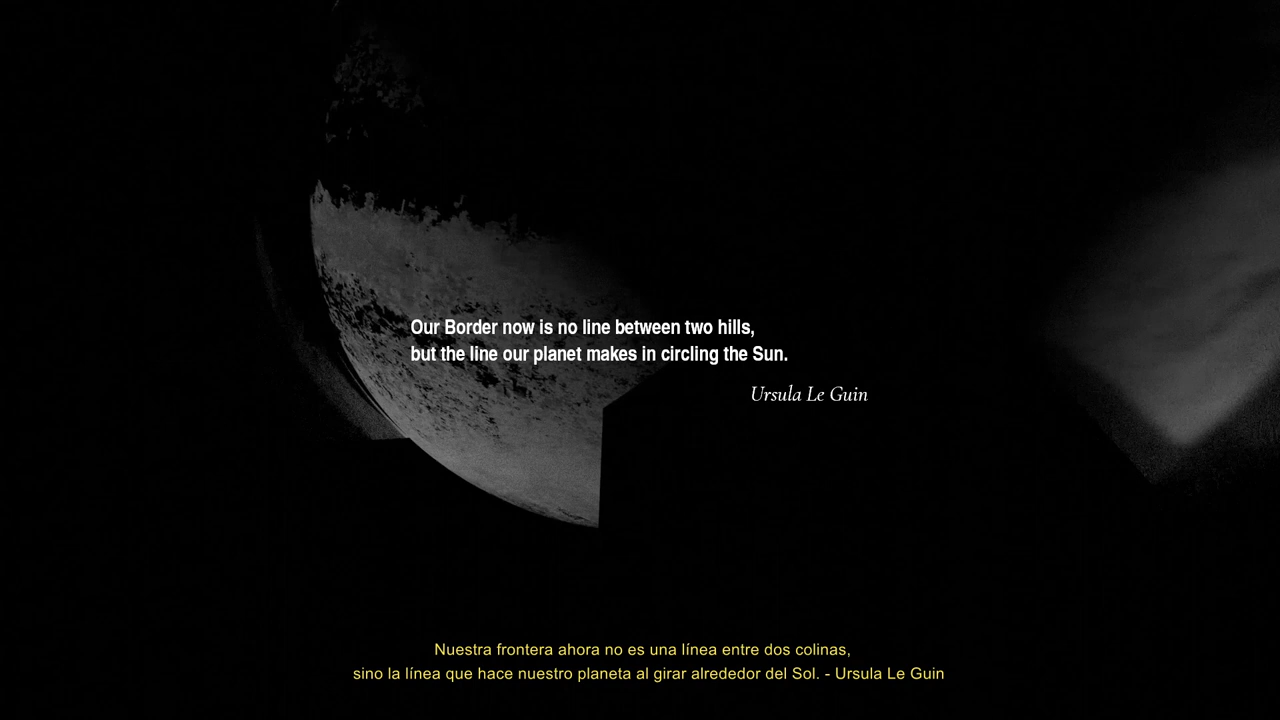 Our Border now is no line between two hills,
but the line our planet makes in circling the Sun.
Ursula Le Guin
Nuestra frontera ahora no es una línea entre dos colinas,
sino la línea que hace nuestro planeta al girar alrededor del Sol. - Ursula Le Guin